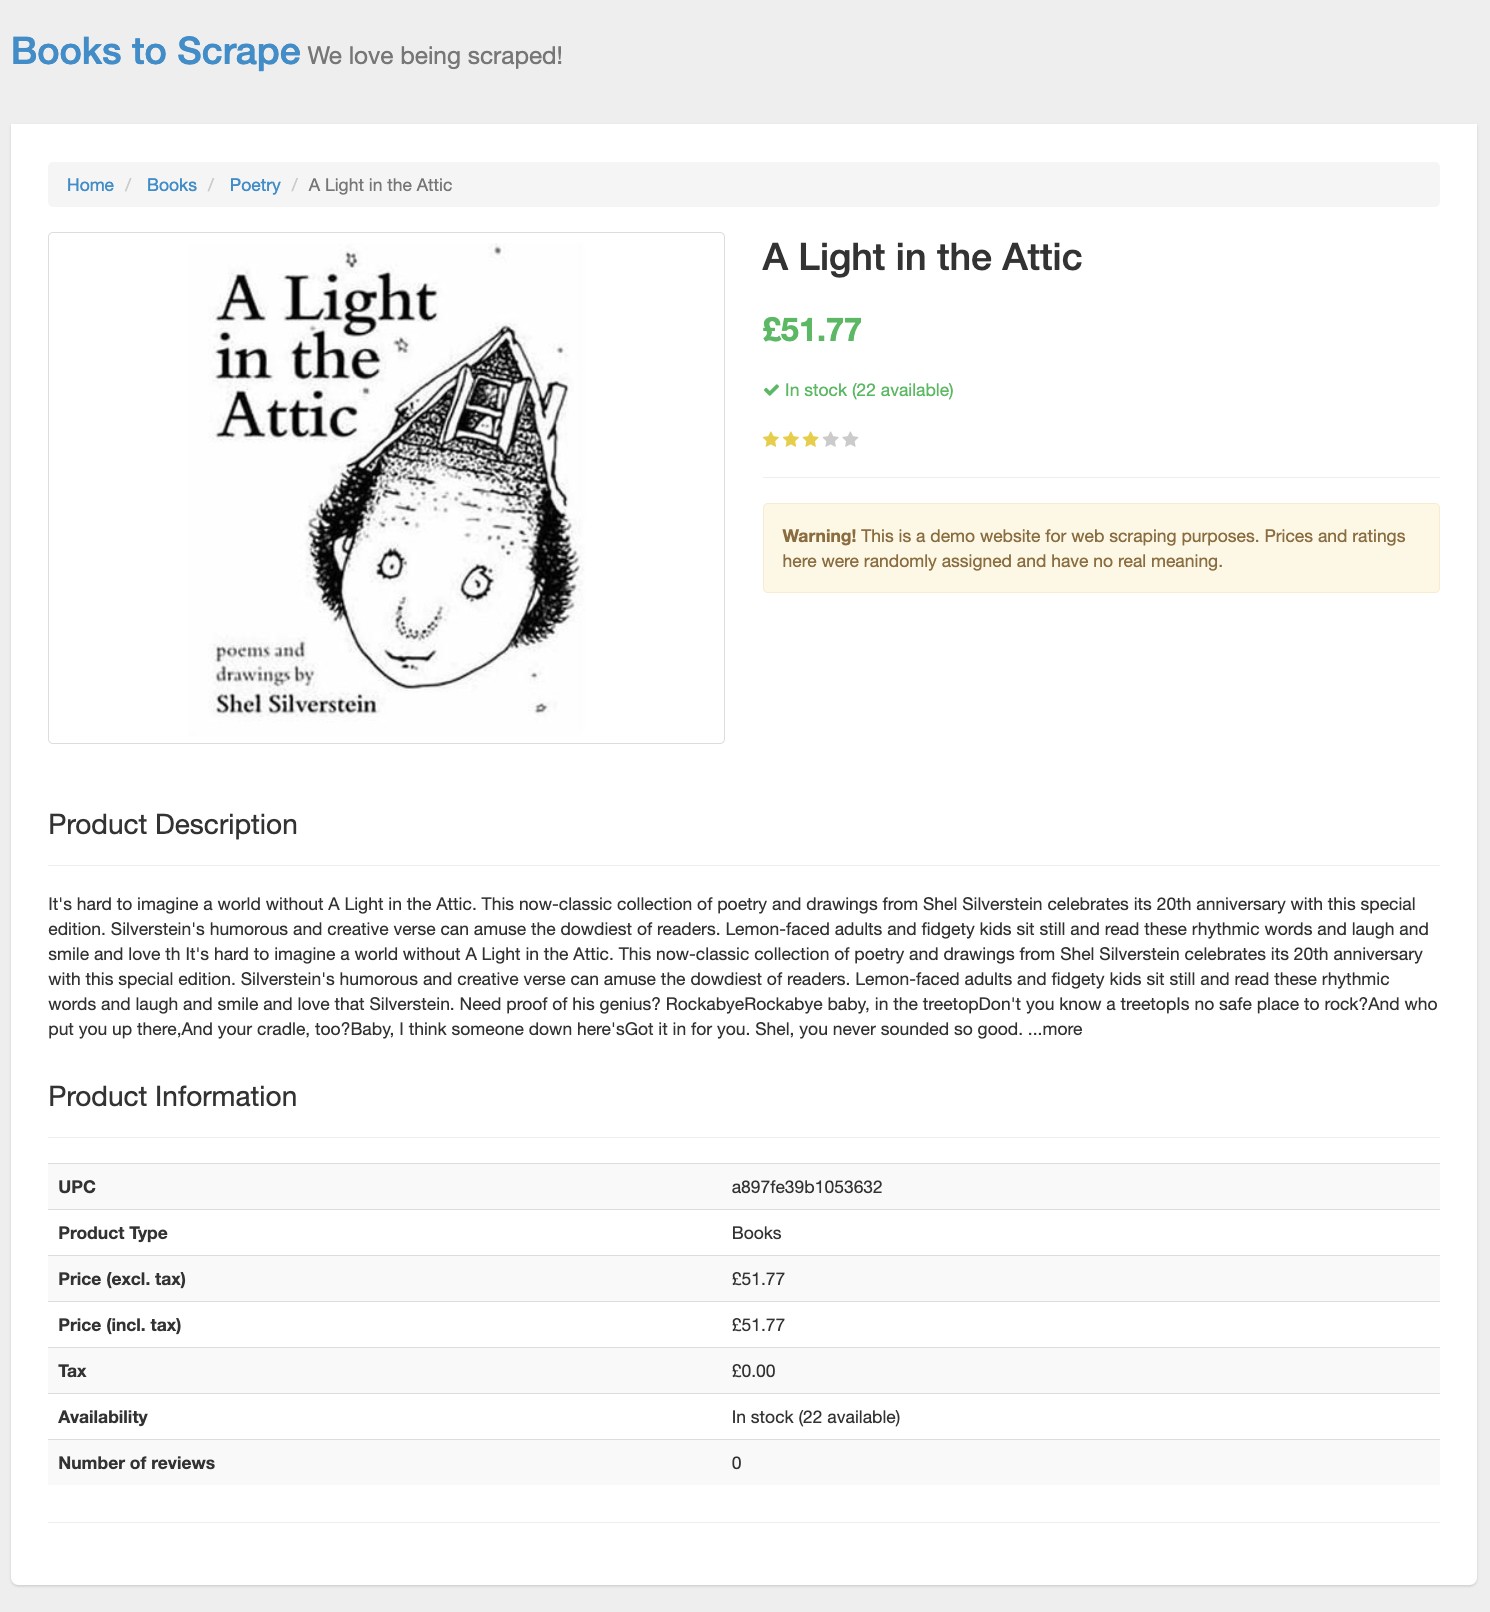 Books to Scrape We love being scraped!
Home / Books / Poetry / A Light in the Attic
A Light
in the
Attic
poems and
drawings by
Shel Silverstein
A Light in the Attic
£51.77
In stock (22 available)
Warning! This is a demo website for web scraping purposes. Prices and ratings
here were randomly assigned and have no real meaning.
Product Description
It's hard to imagine a world without A Light in the Attic. This now-classic collection of poetry and drawings from Shel Silverstein celebrates its 20th anniversary with this special
edition. Silverstein's humorous and creative verse can amuse the dowdiest of readers. Lemon-faced adults and fidgety kids sit still and read these rhythmic words and laugh and
smile and love th It's hard to imagine a world without A Light in the Attic. This now-classic collection of poetry and drawings from Shel Silverstein celebrates its 20th anniversary
with this special edition. Silverstein's humorous and creative verse can amuse the dowdiest of readers. Lemon-faced adults and fidgety kids sit still and read these rhythmic
words and laugh and smile and love that Silverstein. Need proof of his genius? RockabyeRockabye baby, in the treetopDon't you know a treetopIs no safe place to rock?And who
put you up there,And your cradle, too?Baby, I think someone down here'sGot it in for you. Shel, you never sounded so good. ...more
Product Information
UPC a897fe39b1053632
Product Type Books
Price (excl. tax) £51.77
Price (incl. tax) £51.77
Tax £0.00
Availability In stock (22 available)
Number of reviews 0